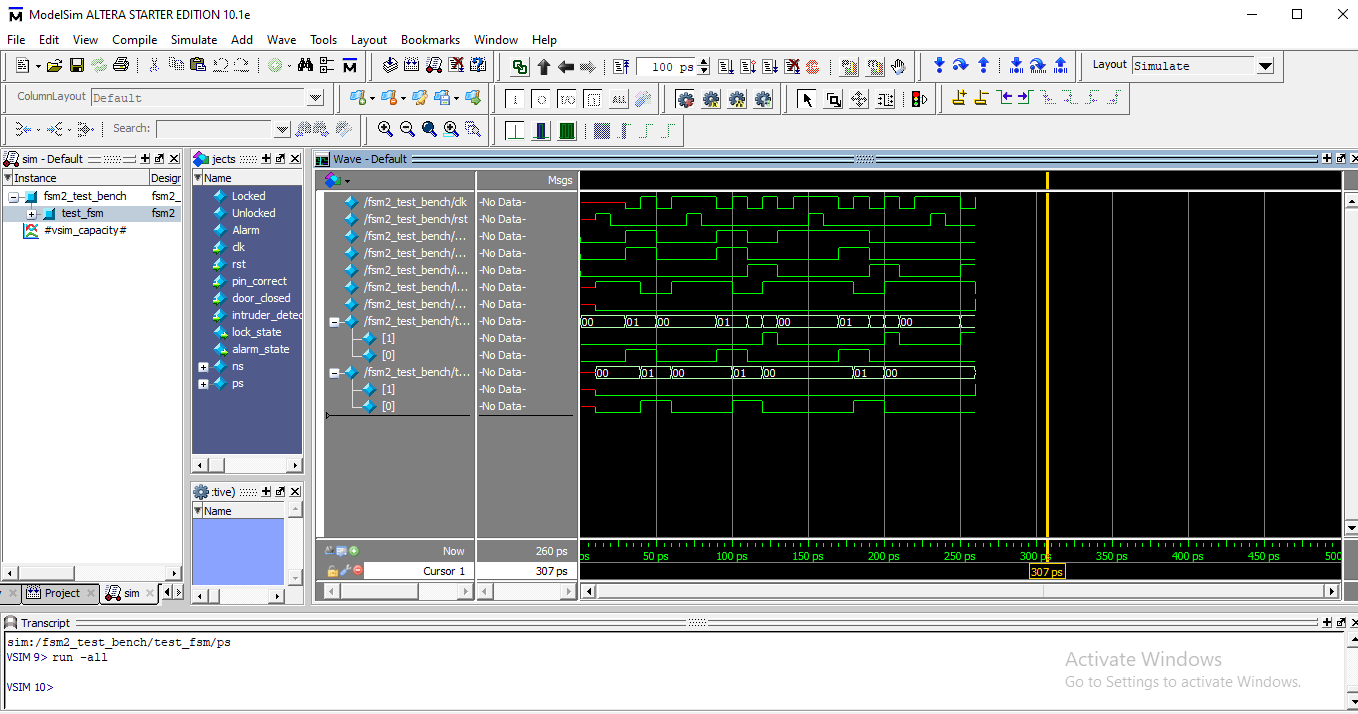 ModelSim ALTERA STARTER EDITION 10.1e
File Edit View Compile Simulate Add Wave Tools Layout Bookmarks Window Help
100 ps
Layout Simulate
ColumnLayout Default
Search:
sim - Default
Instance Design
fsm2_test_bench fsm2_
test_fsm fsm2
#vsim_capacity#
jects
Name
Locked
Unlocked
Alarm
clk
rst
pin_correct
door_closed
intruder_detec
lock_state
alarm_state
ns
ps
:tive)
Name
Wave - Default
Msgs
/fsm2_test_bench/clk -No Data-
/fsm2_test_bench/rst -No Data-
/fsm2_test_bench/... -No Data-
/fsm2_test_bench/... -No Data-
/fsm2_test_bench/i... -No Data-
/fsm2_test_bench/l... -No Data-
/fsm2_test_bench/... -No Data-
/fsm2_test_bench/t... -No Data- 00 01 00 01 00 01 00
[1] -No Data-
[0] -No Data-
/fsm2_test_bench/t... -No Data- 00 01 00 01 00 01 00
[1] -No Data-
[0] -No Data-
Now 260 ps
ps 50 ps 100 ps 150 ps 200 ps 250 ps 300 ps 350 ps 400 ps 450 ps 500
Cursor 1 307 ps
307 ps
Project sim
Transcript
sim:/fsm2_test_bench/test_fsm/ps
VSIM 9> run -all
VSIM 10>
Activate Windows
Go to Settings to activate Windows.